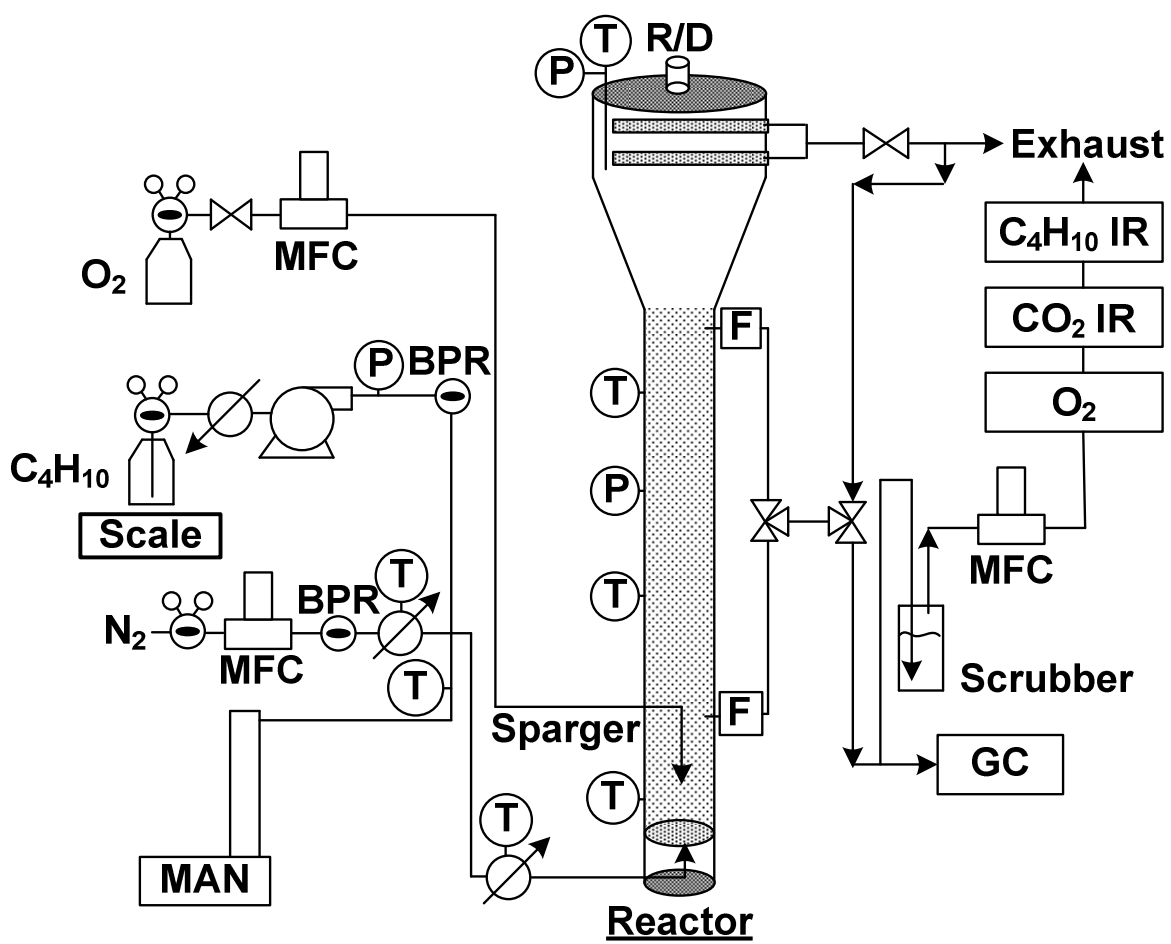 T
R/D
P
Exhaust
MFC
O₂
C₄H₁₀ IR
CO₂ IR
O₂
F
P
BPR
T
C₄H₁₀
Scale
P
MFC
T
BPR
T
N₂
MFC
T
Scrubber
F
Sparger
GC
T
T
MAN
Reactor